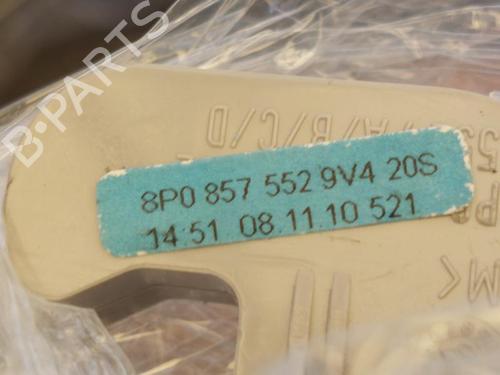 8P0 857 552 9V4 20S
14:51 08.11.10 521
A/B/C/D
B-PARTS